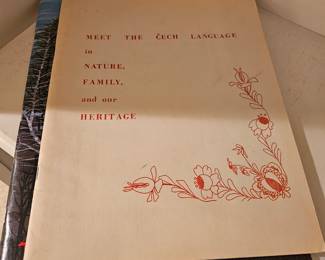 MEET THE ČECH LANGUAGE
in
NATURE,
FAMILY,
and our
HERITAGE